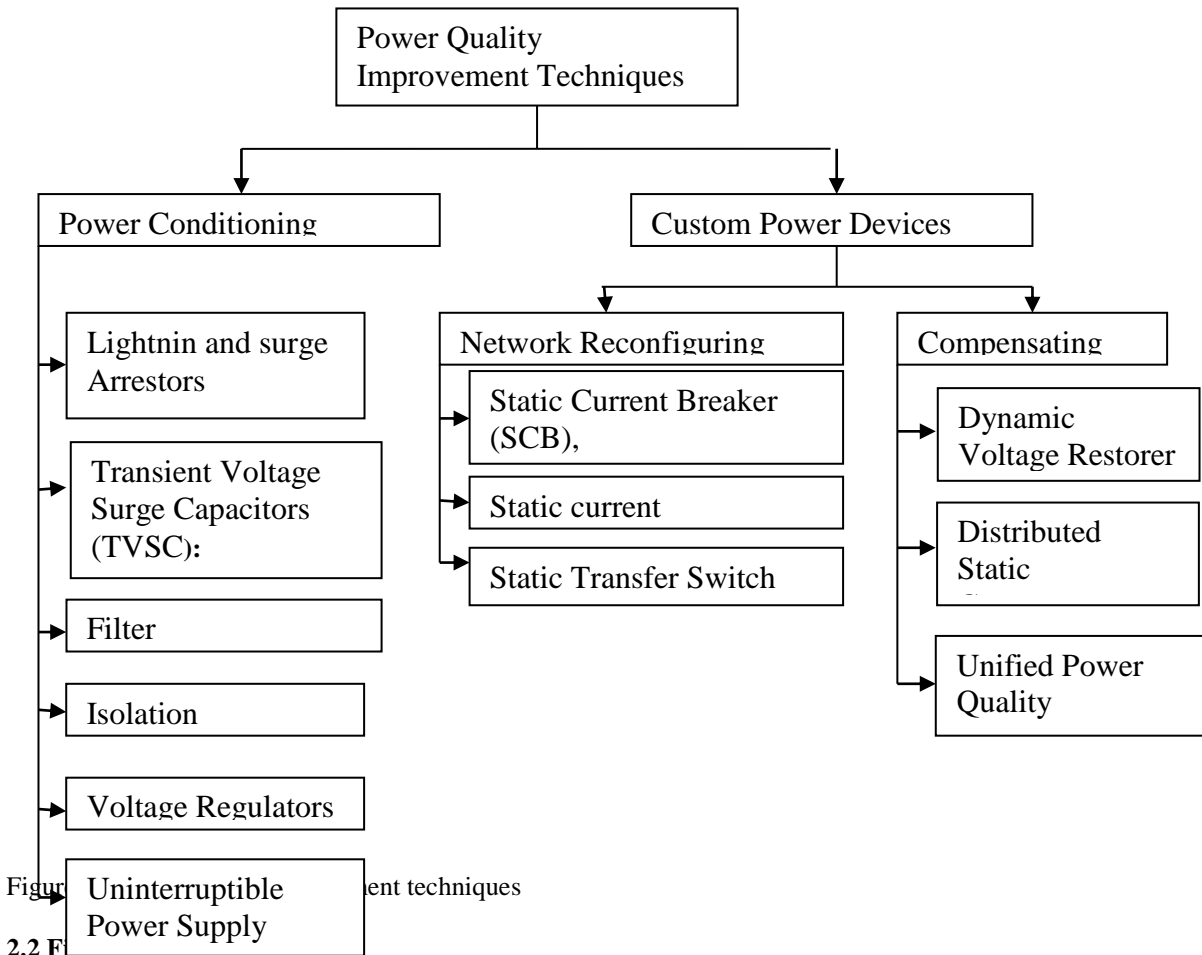 Power Quality
Improvement Techniques
Power Conditioning
Custom Power Devices
Lightnin and surge
Arrestors
Transient Voltage
Surge Capacitors
(TVSC):
Filter
Isolation
Voltage Regulators
Uninterruptible
Power Supply
Network Reconfiguring
Static Current Breaker
(SCB),
Static current
Static Transfer Switch
Compensating
Dynamic
Voltage Restorer
Distributed
Static
Unified Power
Quality
Figur ent techniques
2.2 Fi